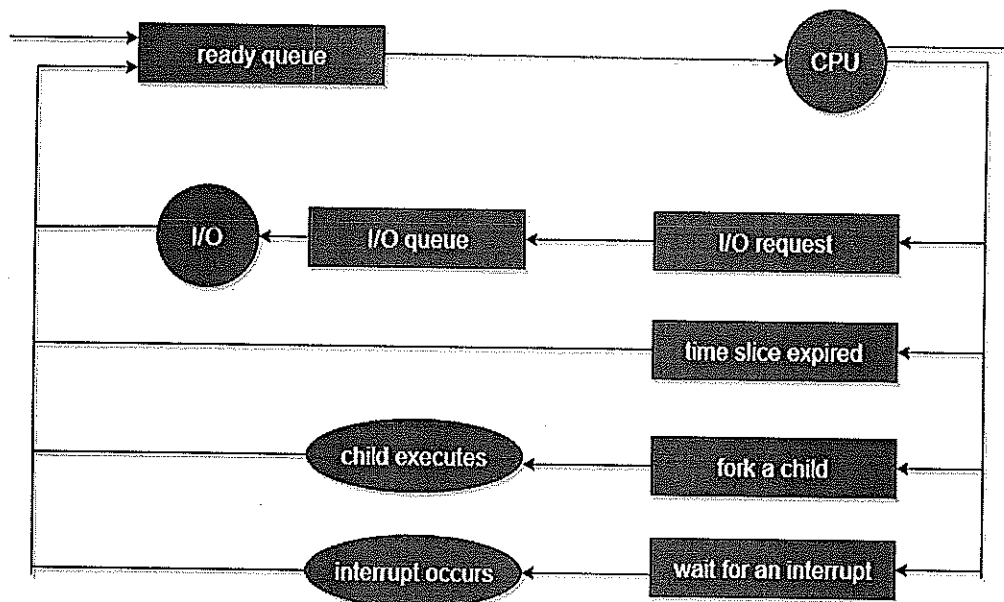 ready queue
CPU
I/O
I/O queue
I/O request
time slice expired
child executes
fork a child
interrupt occurs
wait for an interrupt